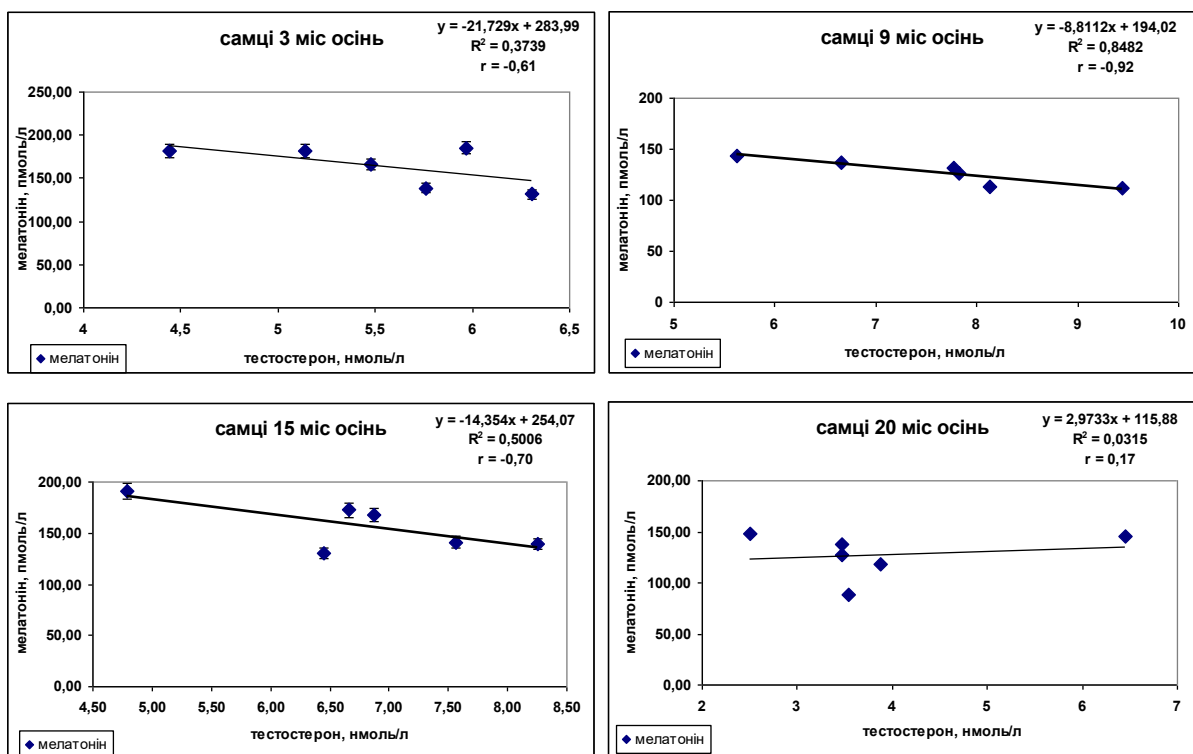 самці 3 міс осінь
y = -21,729x + 283,99
R² = 0,3739
r = -0,61
мелатонін, пмоль/л
250,00
200,00
150,00
100,00
50,00
0,00
4 4,5 5 5,5 6 6,5
тестостерон, нмоль/л
мелатонін
самці 9 міс осінь
y = -8,8112x + 194,02
R² = 0,8482
r = -0,92
мелатонін, пмоль/л
200
150
100
50
0
5 6 7 8 9 10
тестостерон, нмоль/л
мелатонін
самці 15 міс осінь
y = -14,354x + 254,07
R² = 0,5006
r = -0,70
мелатонін, пмоль/л
200,00
150,00
100,00
50,00
0,00
4,50 5,00 5,50 6,00 6,50 7,00 7,50 8,00 8,50
тестостерон, нмоль/л
мелатонін
самці 20 міс осінь
y = 2,9733x + 115,88
R² = 0,0315
r = 0,17
мелатонін, пмоль/л
200,00
150,00
100,00
50,00
0,00
2 3 4 5 6 7
тестостерон, нмоль/л
мелатонін